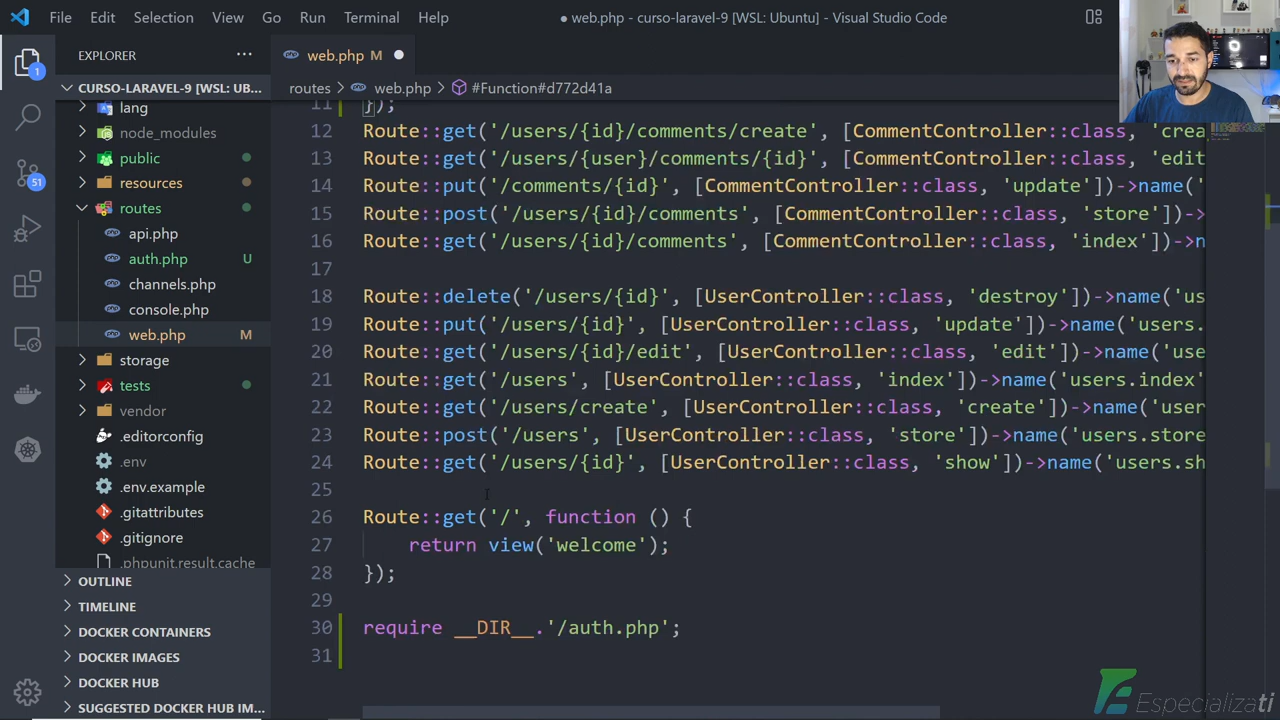 File Edit Selection View Go Run Terminal Help
● web.php - curso-laravel-9 [WSL: Ubuntu] - Visual Studio Code
EXPLORER ...
1
CURSO-LARAVEL-9 [WSL: UBU...
lang
node_modules
public
resources
routes
api.php
auth.php U
channels.php
console.php
web.php M
storage
tests
vendor
.editorconfig
.env
.env.example
.gitattributes
.gitignore
.phpunit.result.cache
OUTLINE
TIMELINE
DOCKER CONTAINERS
DOCKER IMAGES
DOCKER HUB
SUGGESTED DOCKER HUB IM...
51
web.php M
routes > web.php > #Function#d772d41a
11 });
12 Route::get('/users/{id}/comments/create', [CommentController::class, 'crea
13 Route::get('/users/{user}/comments/{id}', [CommentController::class, 'edit
14 Route::put('/comments/{id}', [CommentController::class, 'update'])->name('
15 Route::post('/users/{id}/comments', [CommentController::class, 'store'])->
16 Route::get('/users/{id}/comments', [CommentController::class, 'index'])->n
17
18 Route::delete('/users/{id}', [UserController::class, 'destroy'])->name('us
19 Route::put('/users/{id}', [UserController::class, 'update'])->name('users.
20 Route::get('/users/{id}/edit', [UserController::class, 'edit'])->name('use
21 Route::get('/users', [UserController::class, 'index'])->name('users.index'
22 Route::get('/users/create', [UserController::class, 'create'])->name('user
23 Route::post('/users', [UserController::class, 'store'])->name('users.store
24 Route::get('/users/{id}', [UserController::class, 'show'])->name('users.sh
25
26 Route::get('/', function () {
27 return view('welcome');
28 });
29
30 require __DIR__.'/auth.php';
31
Especializati